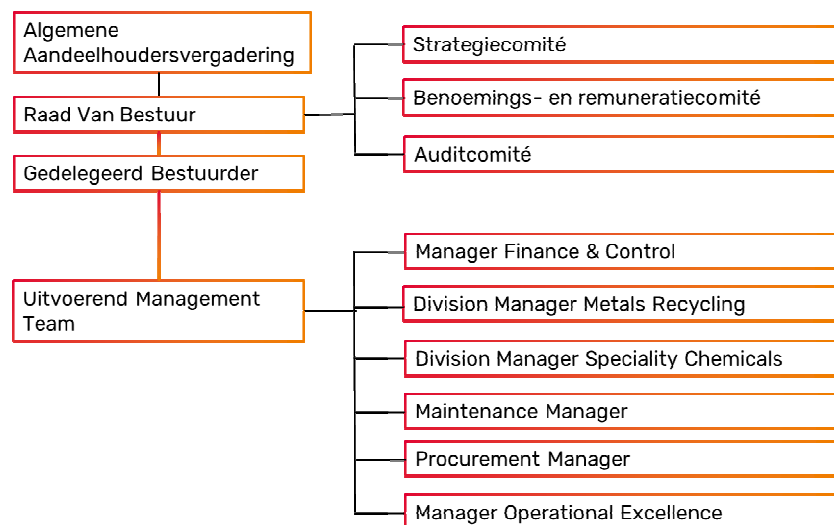 Algemene
Aandeelhoudersvergadering
Raad Van Bestuur
Gedelegeerd Bestuurder
Uitvoerend Management
Team
Strategiecomité
Benoemings- en remuneratiecomité
Auditcomité
Manager Finance & Control
Division Manager Metals Recycling
Division Manager Speciality Chemicals
Maintenance Manager
Procurement Manager
Manager Operational Excellence